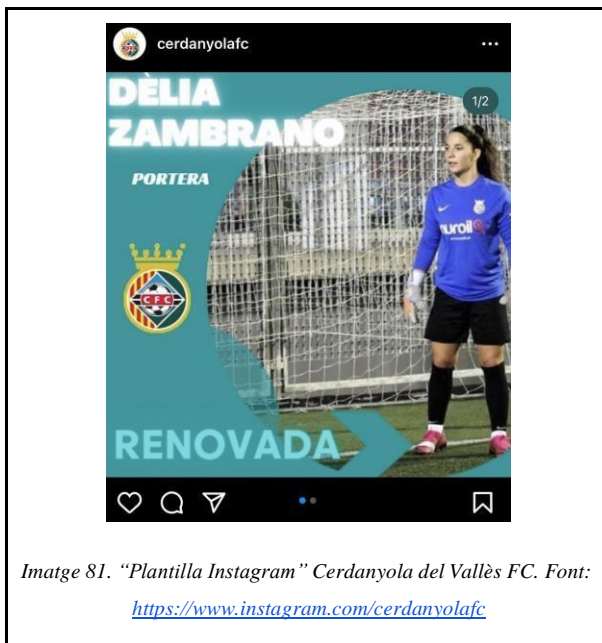 cerdanyolafc
1/2
DÈLIA
ZAMBRANO
PORTERA
CFC
RENOVADA
Imatge 81. “Plantilla Instagram” Cerdanyola del Vallès FC. Font:
https://www.instagram.com/cerdanyolafc